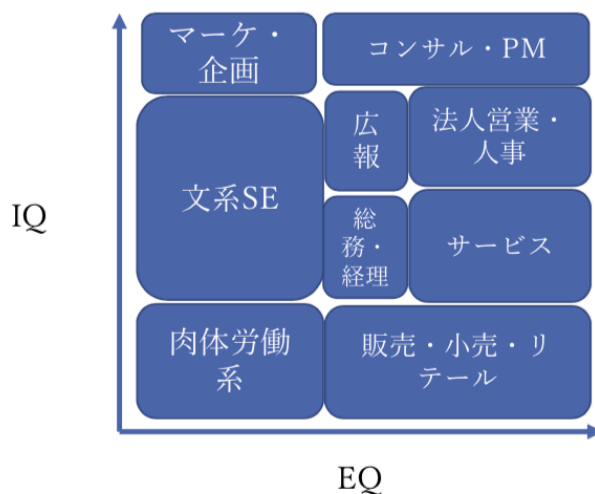 マーケ・
企画
コンサル・PM
広
報
法人営業・
人事
IQ
文系SE
総
務・
経理
サービス
肉体労働
系
販売・小売・リ
テール
EQ